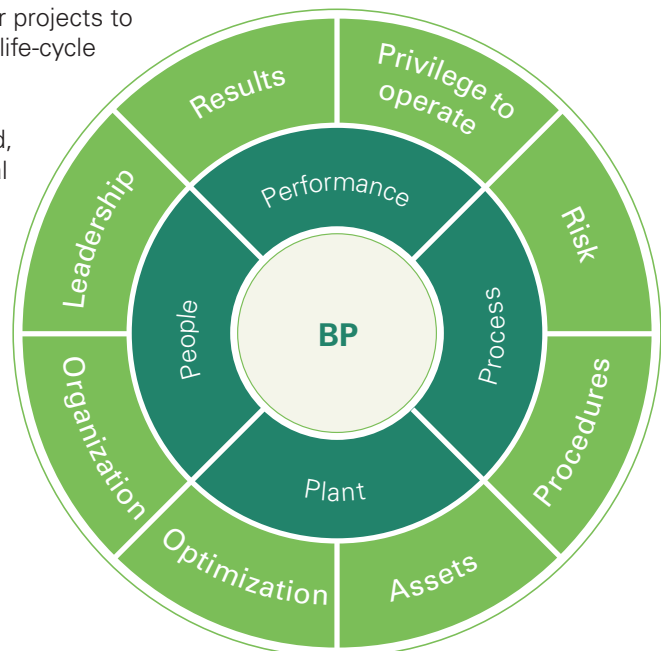 r projects to
life-cycle
d,
al
Results
Privilege to
operate
Leadership
Risk
Performance
People
BP
Process
Organization
Procedures
Plant
Optimization
Assets